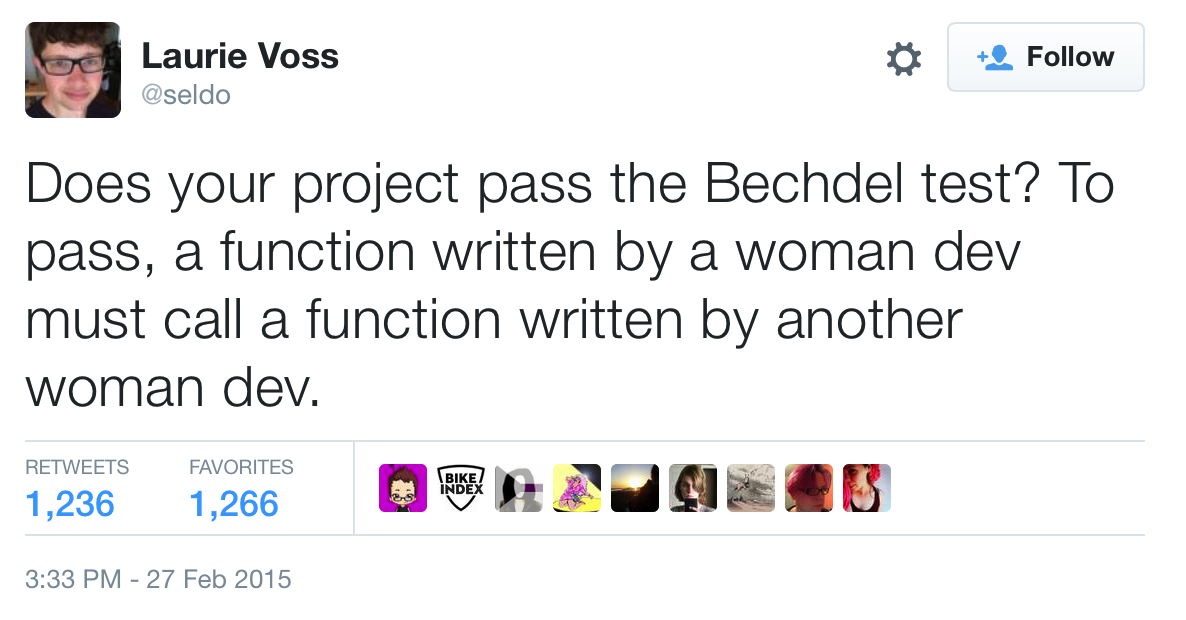 Laurie Voss
@seldo
Follow
Does your project pass the Bechdel test? To
pass, a function written by a woman dev
must call a function written by another
woman dev.
RETWEETS FAVORITES
1,236 1,266
BIKE
INDEX
3:33 PM - 27 Feb 2015